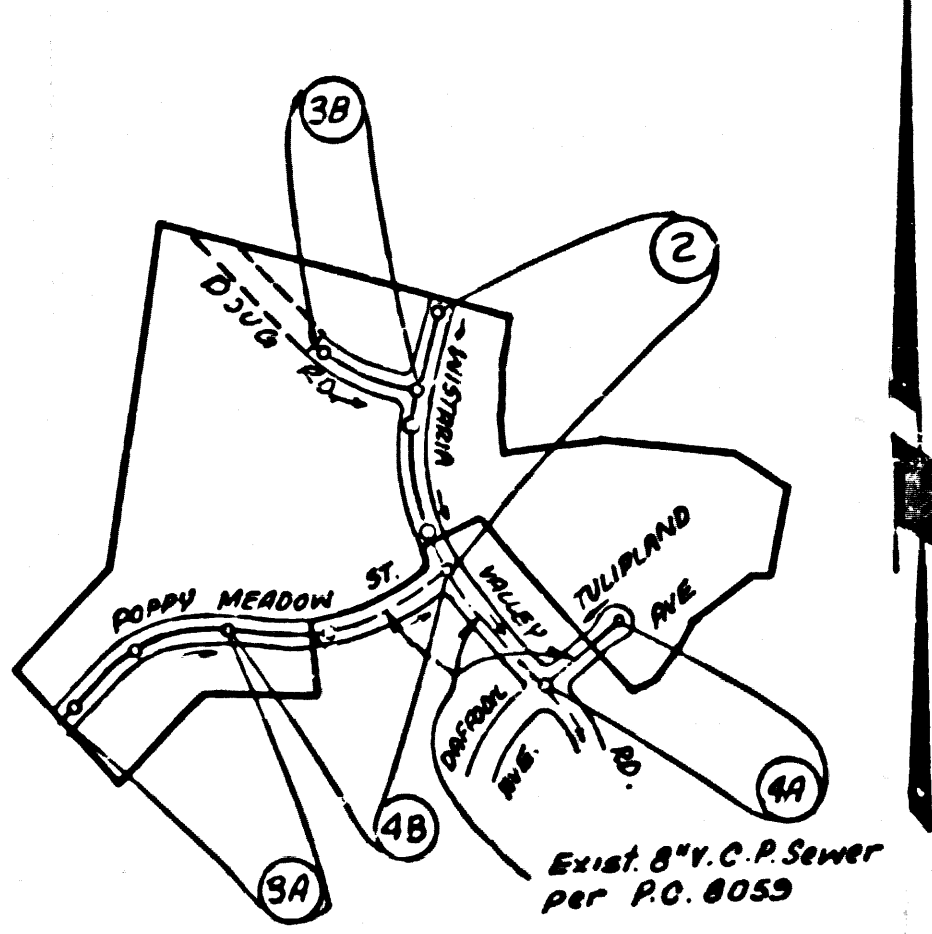 3B
2
DOUG
RD.
WISTARIA
ST.
POPPY MEADOW
VALLEY
TULIPLAND
AVE
DAFFODIL
AVE.
RD.
4A
4B
3A
Exist. 8" V.C.P. Sewer
per P.C. 8059